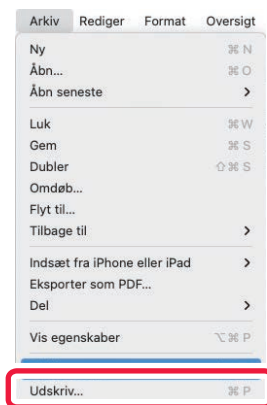 Arkiv Rediger Format Oversigt
Ny ⌘ N
Åbn... ⌘ O
Åbn seneste >
Luk ⌘ W
Gem ⌘ S
Dubler ⇧ ⌘ S
Omdøb...
Flyt til...
Tilbage til >
Indsæt fra iPhone eller iPad >
Eksporter som PDF...
Del >
Vis egenskaber ⌥ ⌘ P
Udskriv... ⌘ P